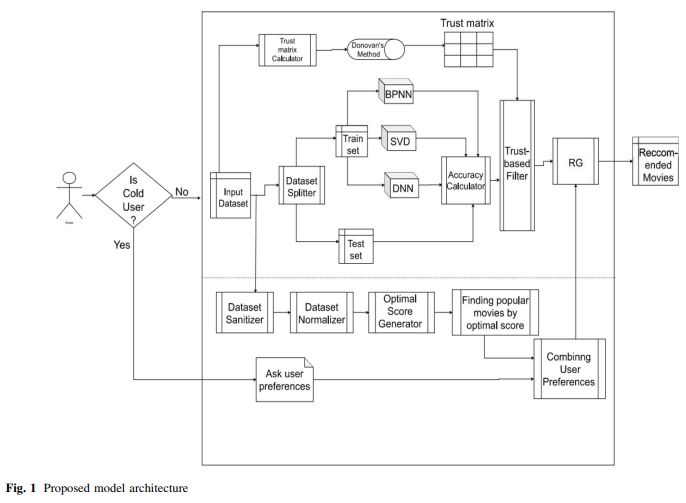 Trust matrix
Trust
matrix
Calculator
Donovan's
Method
BPNN
Is
Cold
User
?
No
Yes
Input
Dataset
Dataset
Splitter
Train
set
SVD
DNN
Test
set
Accuracy
Calculator
Trust-
based
Filter
RG
Reccom-
ended
Movies
Dataset
Sanitizer
Dataset
Normalizer
Optimal
Score
Generator
Finding popular
movies by
optimal score
Ask user
preferences
Combinng
User
Preferences
Fig. 1 Proposed model architecture